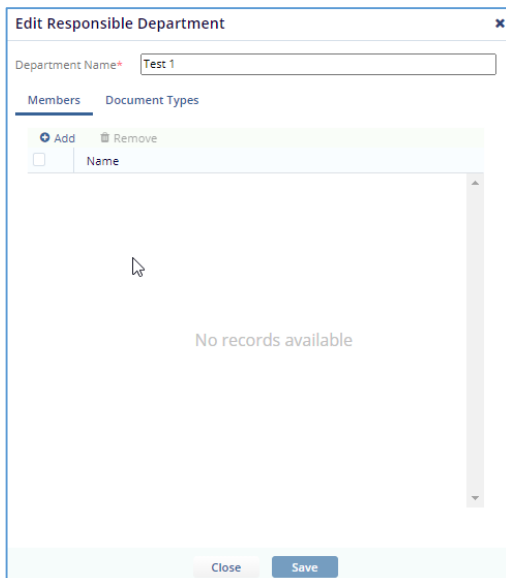 Edit Responsible Department
Department Name* Test 1
Members Document Types
Add Remove
Name
No records available
Close Save